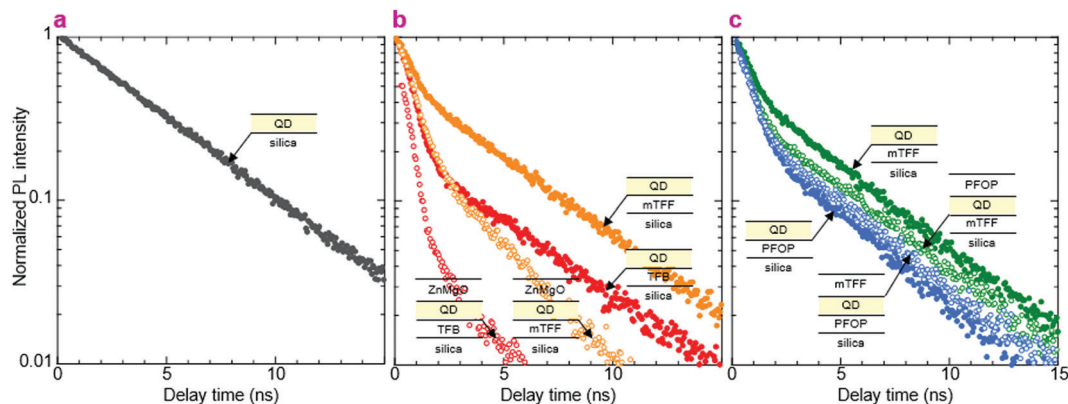 a
b
c
Normalized PL intensity
1
0.1
0.01
QD
silica
0
5
10
Delay time (ns)
QD
mTFF
silica
QD
TFB
silica
ZnMgO
QD
TFB
silica
ZnMgO
QD
mTFF
silica
0
5
10
15
Delay time (ns)
QD
mTFF
silica
PFOP
QD
mTFF
silica
QD
PFOP
silica
mTFF
QD
PFOP
silica
0
5
10
15
Delay time (ns)